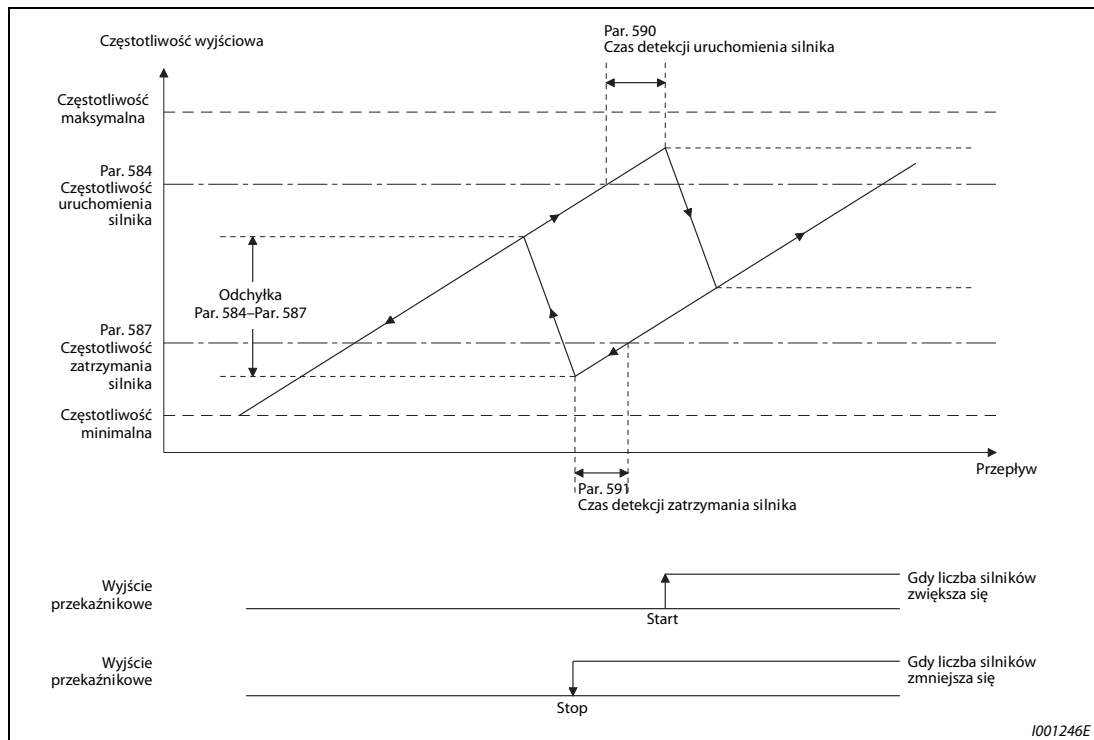 Częstotliwość wyjściowa
Par. 590
Czas detekcji uruchomienia silnika
Częstotliwość
maksymalna
Par. 584
Częstotliwość
uruchomienia
silnika
Odchyłka
Par. 584–Par. 587
Par. 587
Częstotliwość
zatrzymania
silnika
Częstotliwość
minimalna
Przepływ
Par. 591
Czas detekcji zatrzymania silnika
Wyjście
przekaźnikowe
Start
Gdy liczba silników
zwiększa się
Wyjście
przekaźnikowe
Stop
Gdy liczba silników
zmniejsza się
I001246E